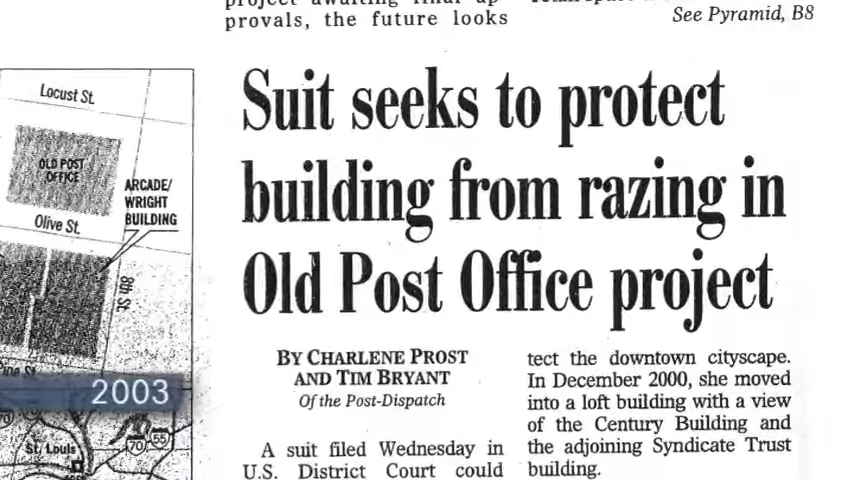 provals, the future looks
See Pyramid, B8
Locust St.
OLD POST
OFFICE
ARCADE/
WRIGHT
BUILDING
Olive St.
8th St.
Pine St.
2003
70
55
St. Louis
Suit seeks to protect
building from razing in
Old Post Office project
BY CHARLENE PROST
AND TIM BRYANT
Of the Post-Dispatch
A suit filed Wednesday in
U.S. District Court could
tect the downtown cityscape.
In December 2000, she moved
into a loft building with a view
of the Century Building and
the adjoining Syndicate Trust
building.